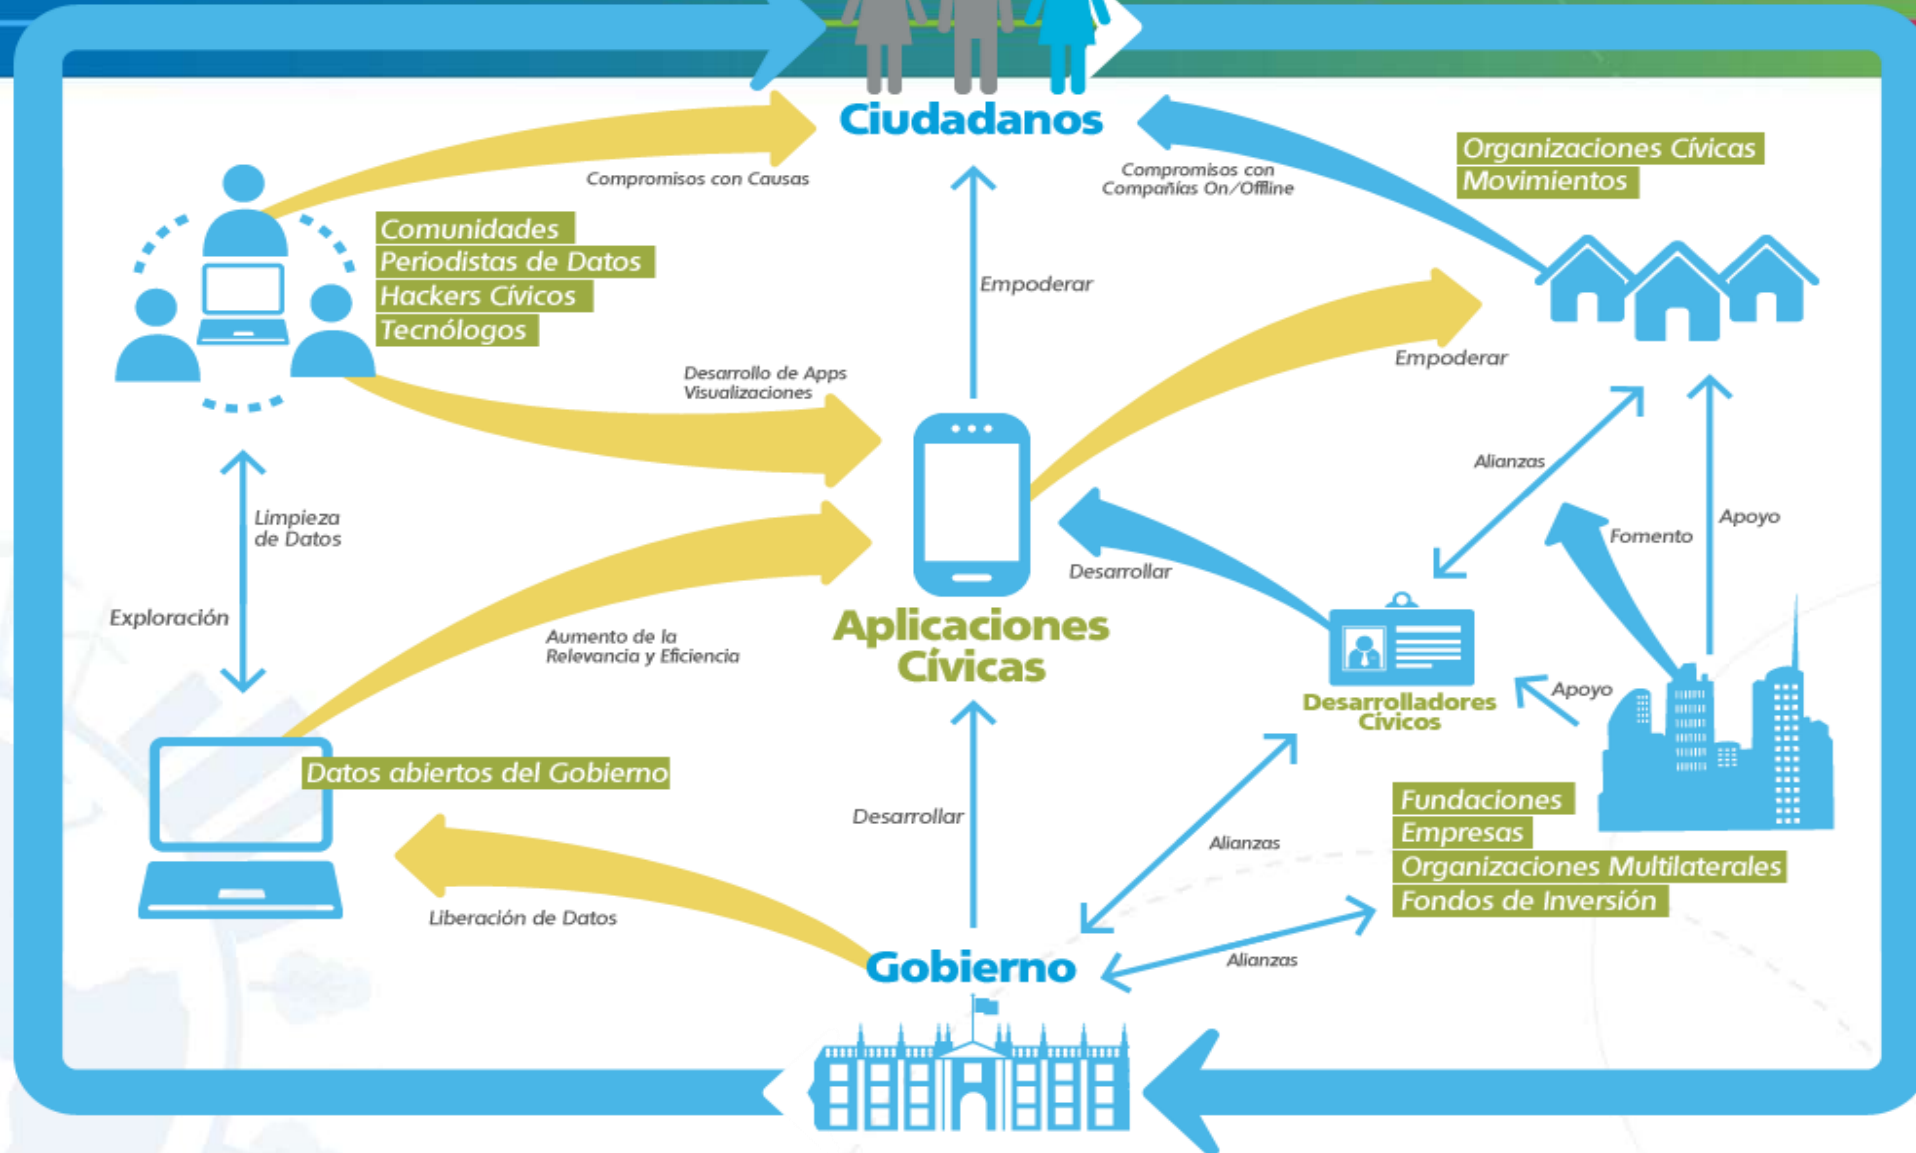 Ciudadanos
Compromisos con Causas
Compromisos con
Compañías On/Offline
Organizaciones Cívicas
Movimientos
Comunidades
Periodistas de Datos
Hackers Cívicos
Tecnólogos
Empoderar
Empoderar
Desarrollo de Apps
Visualizaciones
Alianzas
Limpieza
de Datos
Apoyo
Fomento
Desarrollar
Exploración
Aumento de la
Relevancia y Eficiencia
Aplicaciones
Cívicas
Desarrolladores
Cívicos
Apoyo
Datos abiertos del Gobierno
Desarrollar
Alianzas
Fundaciones
Empresas
Organizaciones Multilaterales
Fondos de Inversión
Liberación de Datos
Alianzas
Gobierno